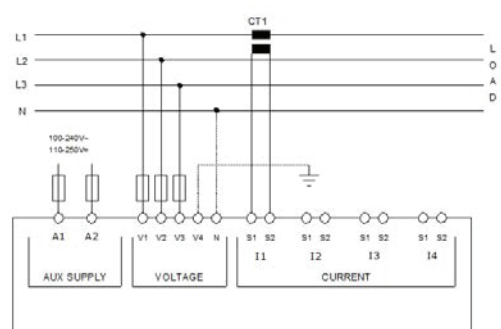 CT1
L1
L2
L3
N
L
O
A
D
100-240V~
110-250V=
A1 A2 V1 V2 V3 V4 N S1 S2 S1 S2 S1 S2 S1 S2
I1 I2 I3 I4
AUX SUPPLY VOLTAGE CURRENT